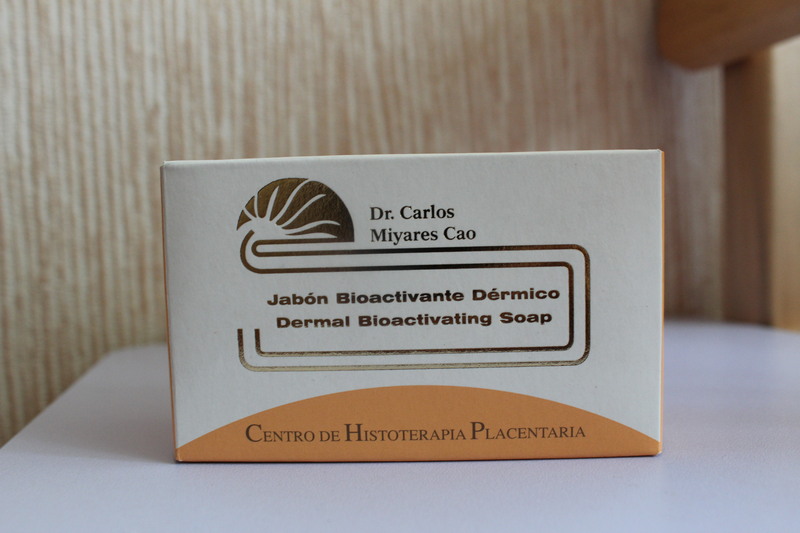 Dr. Carlos
Miyares Cao
Jabón Bioactivante Dérmico
Dermal Bioactivating Soap
CENTRO DE HISTOTERAPIA PLACENTARIA